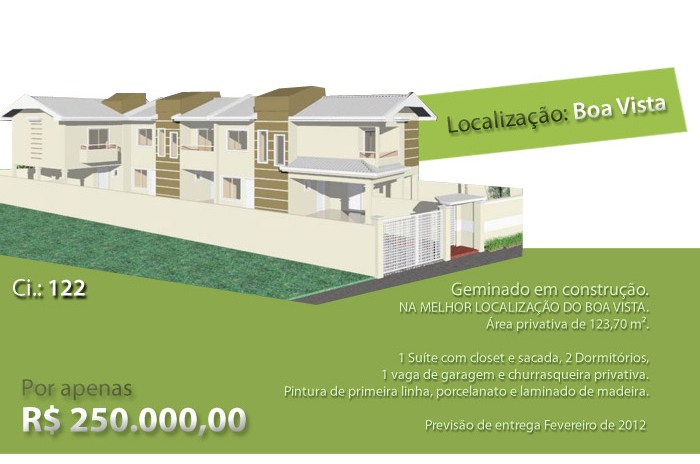 Localização: Boa Vista
Ci.: 122
Geminado em construção.
NA MELHOR LOCALIZAÇÃO DO BOA VISTA.
Área privativa de 123,70 m².
1 Suíte com closet e sacada, 2 Dormitórios,
1 vaga de garagem e churrasqueira privativa.
Pintura de primeira linha, porcelanato e laminado de madeira.
Por apenas
R$ 250.000,00
Previsão de entrega Fevereiro de 2012